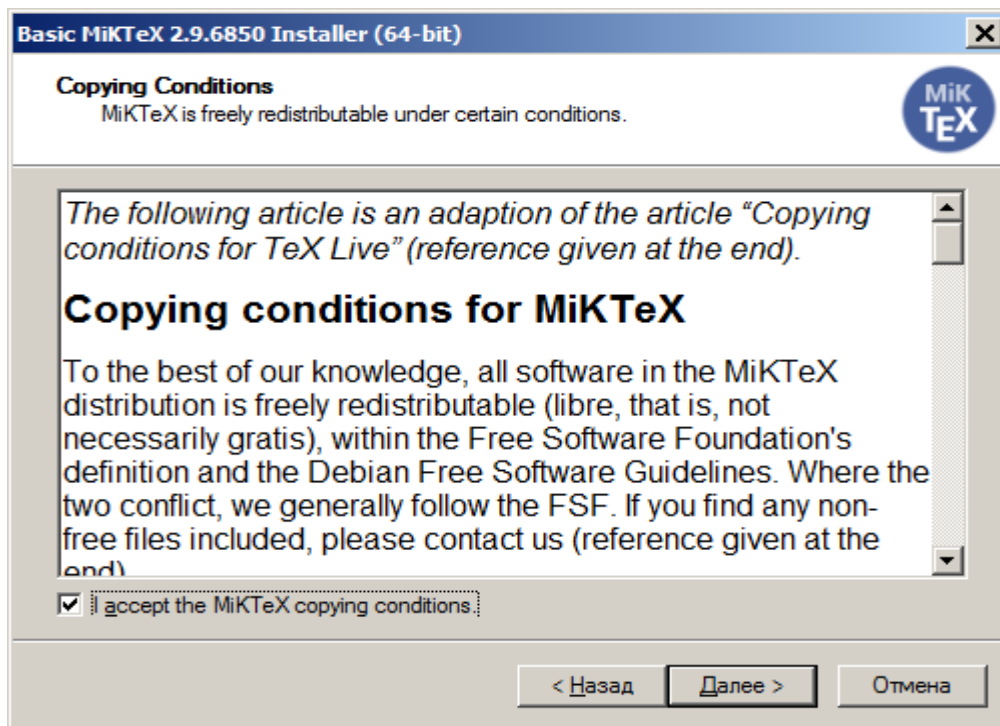 Basic MiKTeX 2.9.6850 Installer (64-bit)
Copying Conditions
MiKTeX is freely redistributable under certain conditions.
MiK
TEX
The following article is an adaption of the article “Copying
conditions for TeX Live” (reference given at the end).
Copying conditions for MiKTeX
To the best of our knowledge, all software in the MiKTeX
distribution is freely redistributable (libre, that is, not
necessarily gratis), within the Free Software Foundation's
definition and the Debian Free Software Guidelines. Where the
two conflict, we generally follow the FSF. If you find any non-
free files included, please contact us (reference given at the
end)
I accept the MiKTeX copying conditions.
< Назад
Далее >
Отмена